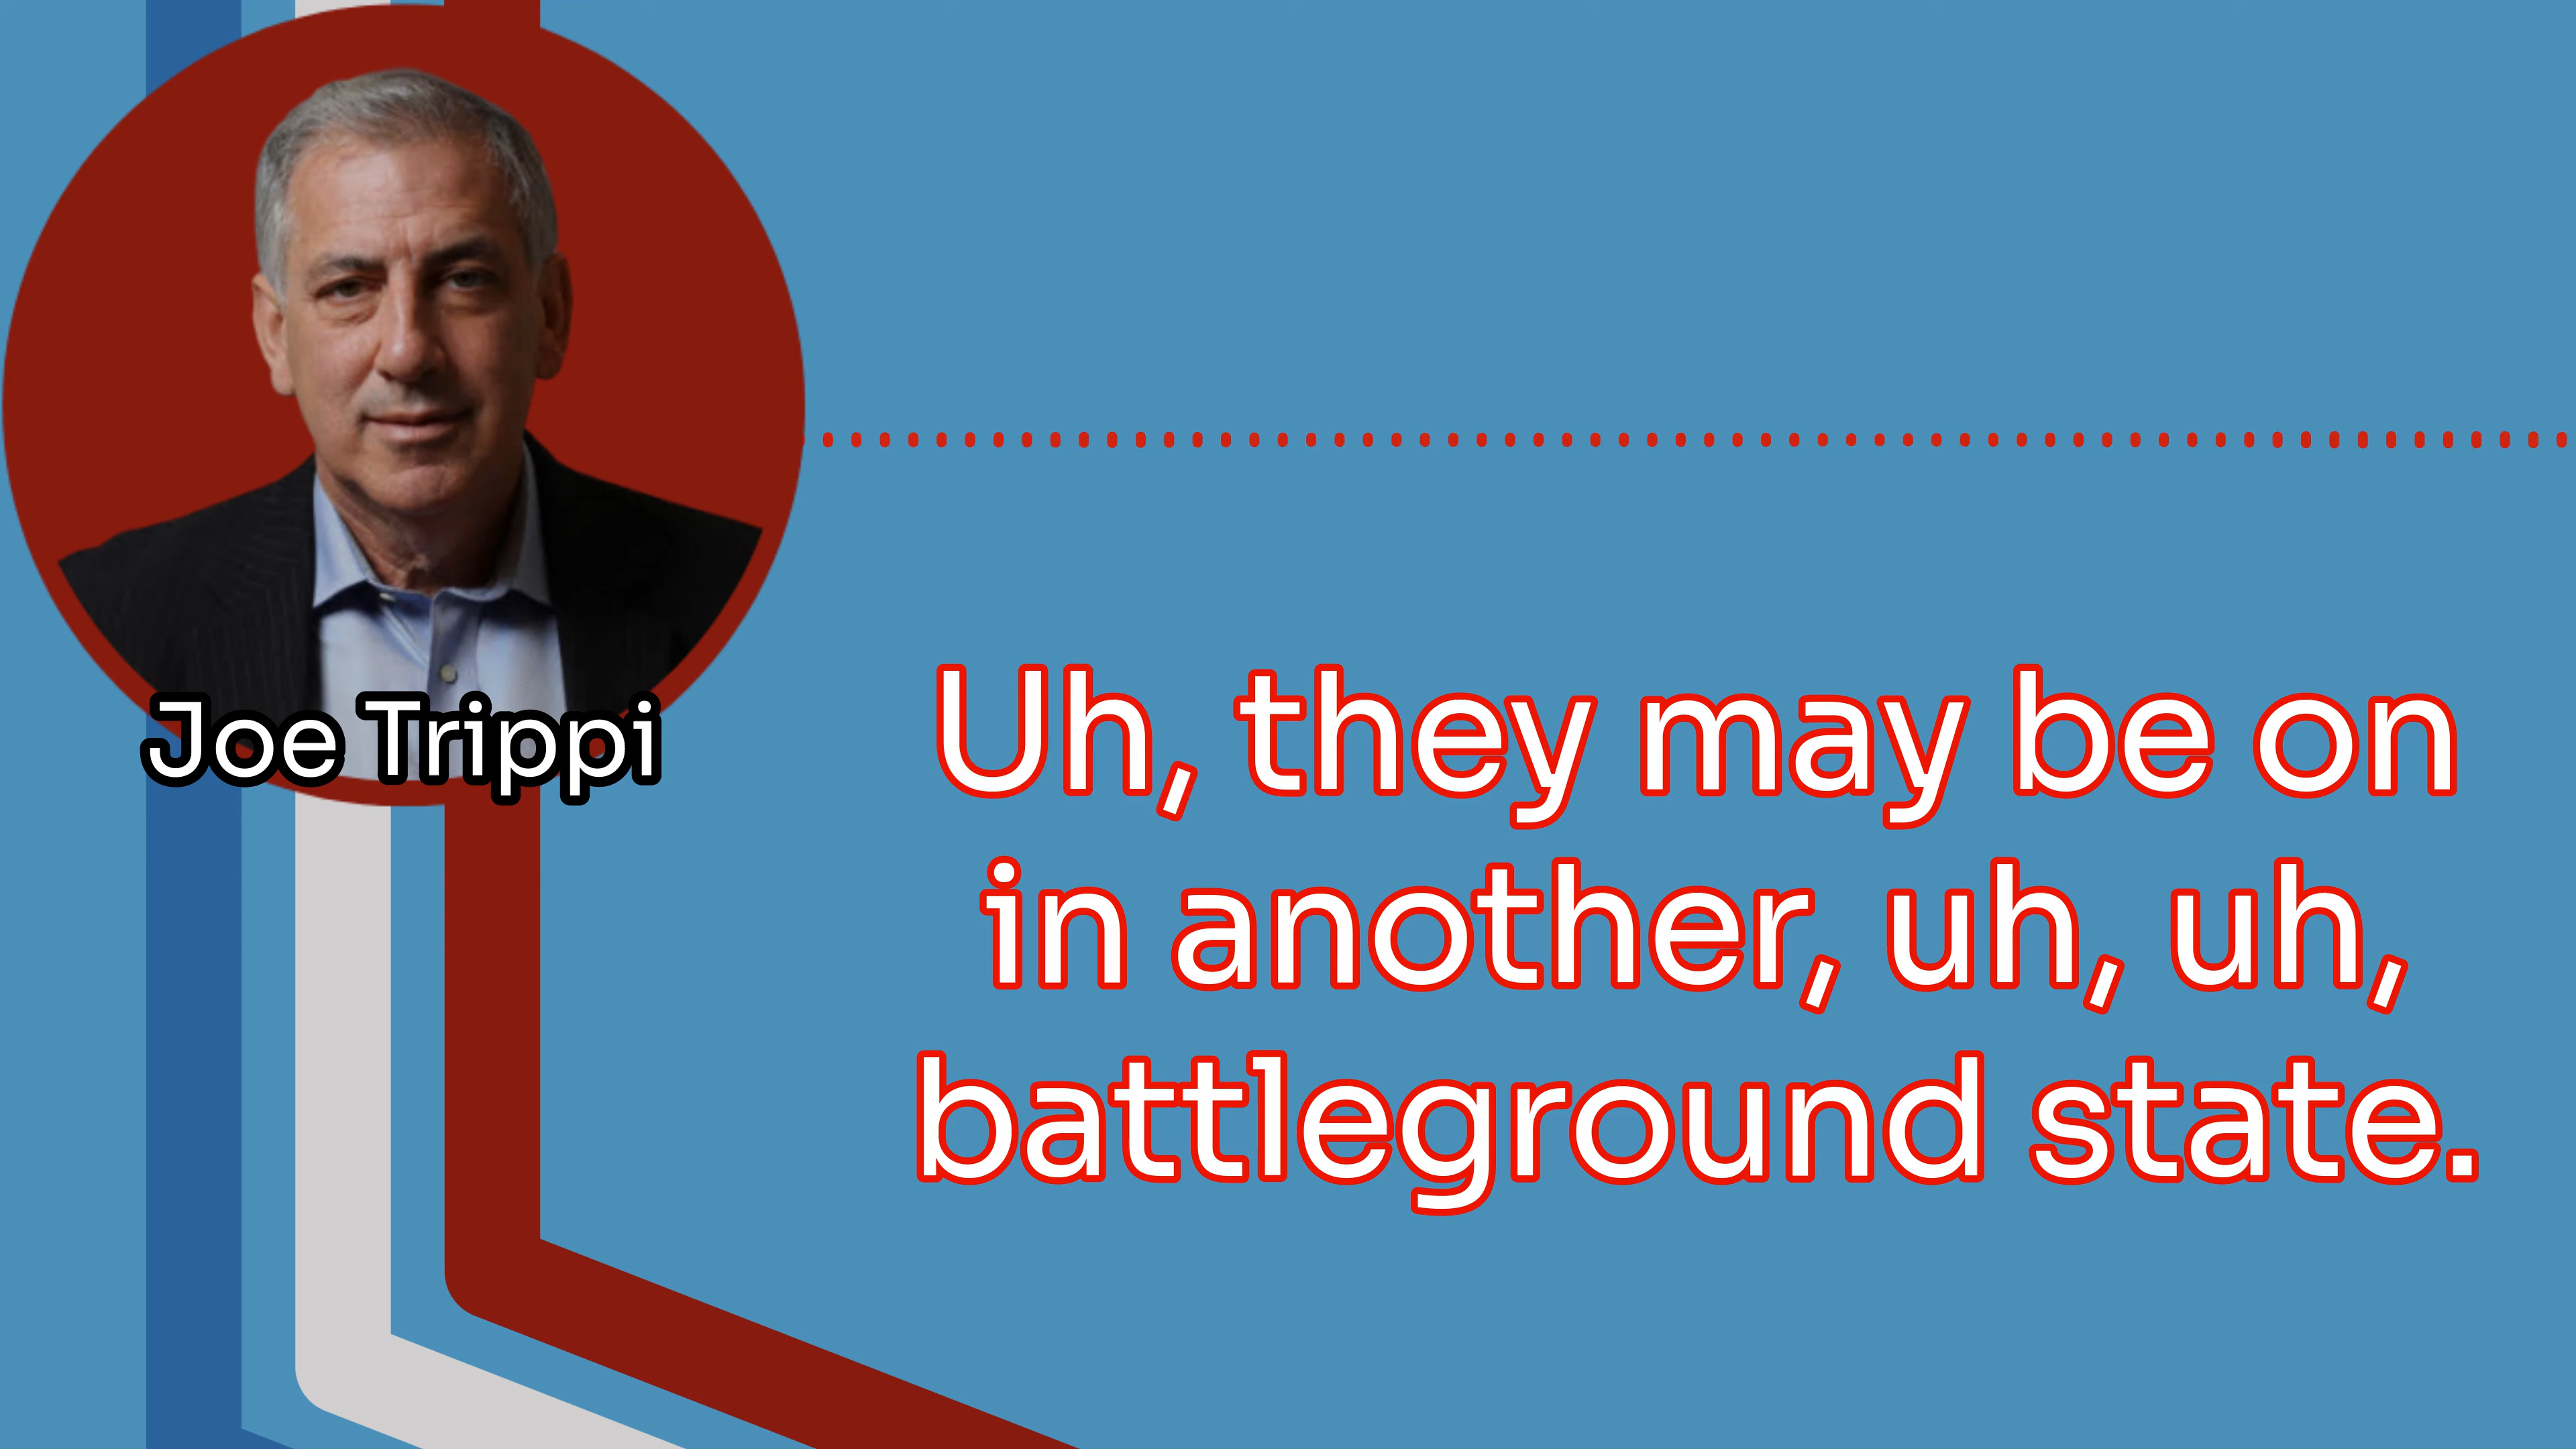 Joe Trippi
Uh, they may be on
in another, uh, uh,
battleground state.